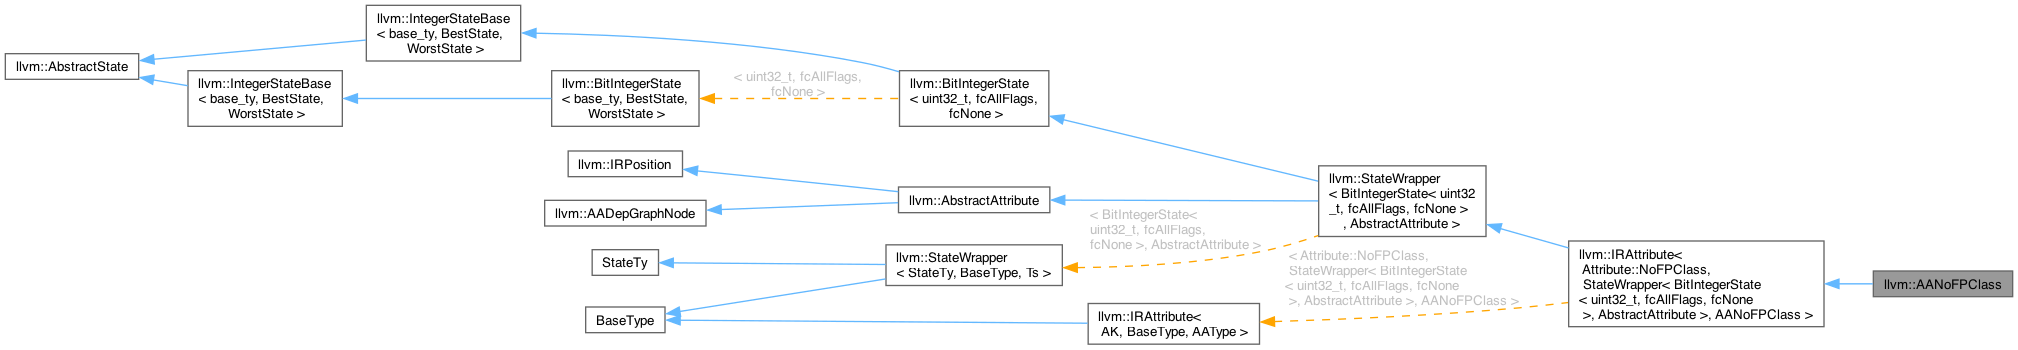 llvm::AbstractState
llvm::IntegerStateBase
< base_ty, BestState,
WorstState >
llvm::IntegerStateBase
< base_ty, BestState,
WorstState >
llvm::BitIntegerState
< base_ty, BestState,
WorstState >
< uint32_t, fcAllFlags,
fcNone >
llvm::BitIntegerState
< uint32_t, fcAllFlags,
fcNone >
llvm::IRPosition
llvm::AADepGraphNode
llvm::AbstractAttribute
StateTy
BaseType
llvm::StateWrapper
< StateTy, BaseType, Ts >
< BitIntegerState<
uint32_t, fcAllFlags,
fcNone >, AbstractAttribute >
llvm::IRAttribute<
AK, BaseType, AAType >
llvm::StateWrapper
< BitIntegerState< uint32
_t, fcAllFlags, fcNone >
, AbstractAttribute >
< Attribute::NoFPClass,
StateWrapper< BitIntegerState
< uint32_t, fcAllFlags, fcNone
>, AbstractAttribute >, AANoFPClass >
llvm::IRAttribute<
Attribute::NoFPClass,
StateWrapper< BitIntegerState
< uint32_t, fcAllFlags, fcNone
>, AbstractAttribute >, AANoFPClass >
llvm::AANoFPClass